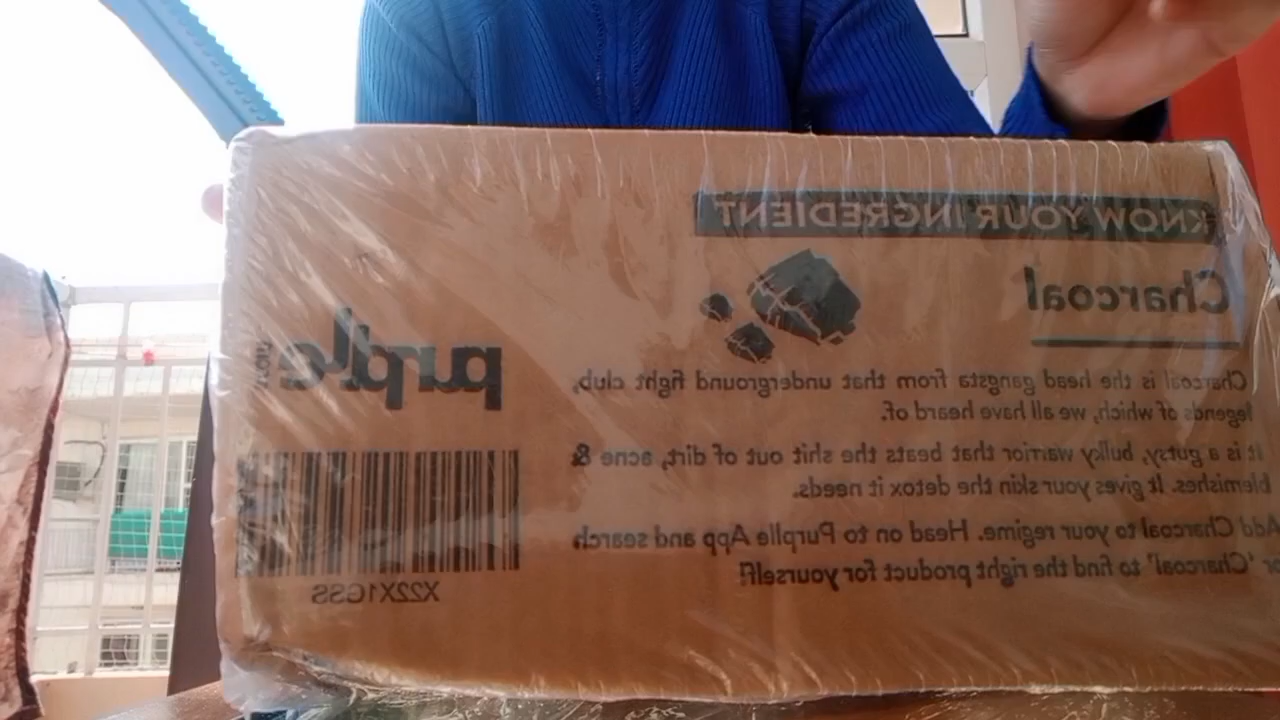 KNOW YOUR INGREDIENT
Charcoal
Charcoal is the head gangsta from that underground fight club,
legends of which, we all have heard of.
It is a gutsy, bulky warrior that beats the shit out of dirt, acne &
blemishes. It gives your skin the detox it needs.
Add Charcoal to your regime. Head on to Purplle App and search
for 'Charcoal' to find the right product for yourself!
purplle
.com
X22X1GSS